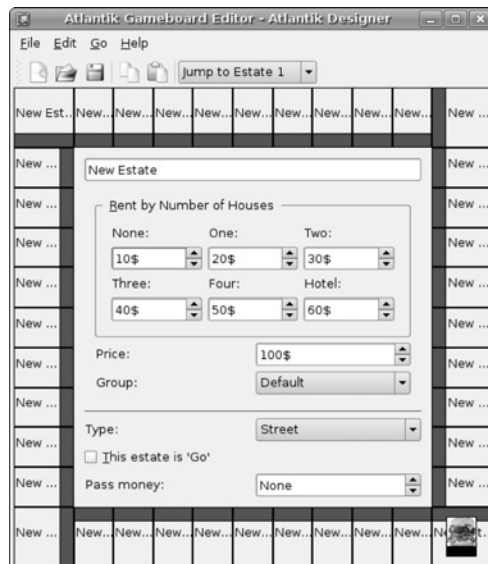 Atlantik Gameboard Editor - Atlantik Designer
File Edit Go Help
Jump to Estate 1
New Est... New... New... New... New... New... New... New... New... New... New ...
New ... New ...
New Estate
New ... New ...
Rent by Number of Houses
None: One: Two:
New ... New ...
10$ 20$ 30$
Three: Four: Hotel:
New ... New ...
40$ 50$ 60$
New ... New ...
Price: 100$
New ... New ...
Group: Default
New ... New ...
Type: Street
New ... New ...
This estate is 'Go'
New ... New ...
Pass money: None
New ... New... New... New... New... New... New... New... New... New...